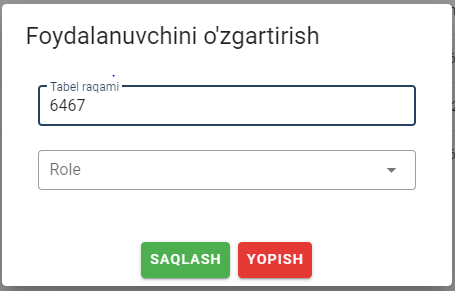 Foydalanuvchini o'zgartirish
Tabel raqami
6467
Role
SAQLASH YOPISH